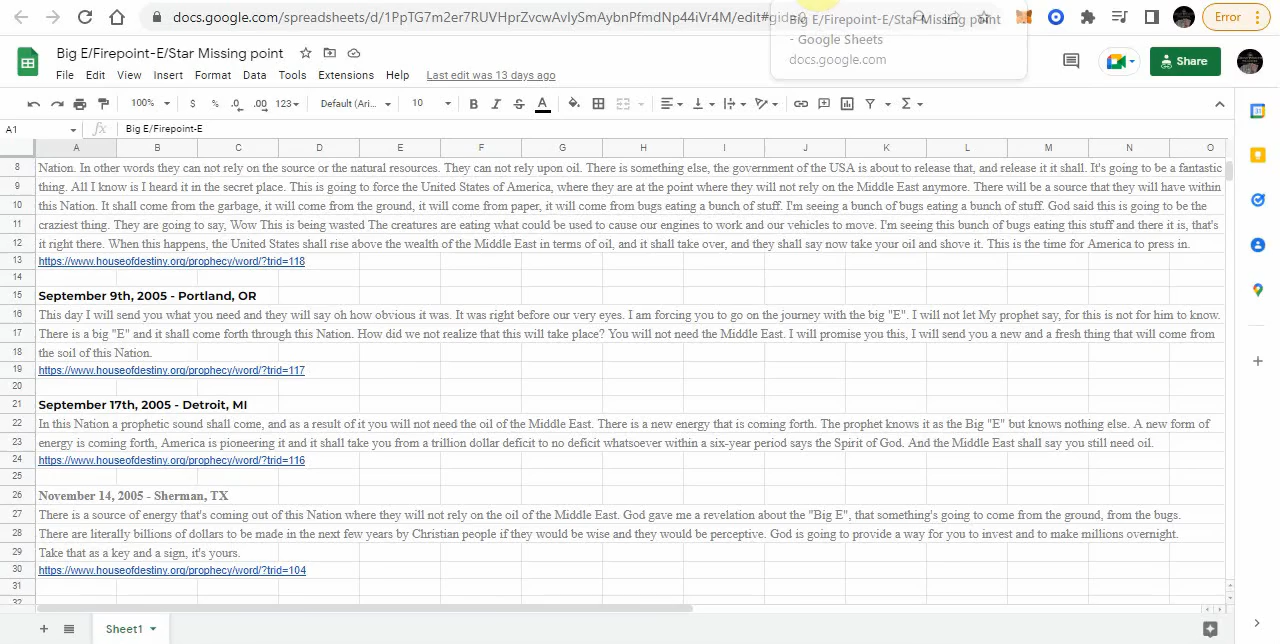 docs.google.com/spreadsheets/d/1PpTG7m2er7RUVHprZvcwAvIySmAybnPfmdNp44iVr4M/edit#gid=0
Big E/Firepoint-E/Star Missing point
- Google Sheets
docs.google.com
Error
Big E/Firepoint-E/Star Missing point
File Edit View Insert Format Data Tools Extensions Help Last edit was 13 days ago
Share
100% $ % .0 .00 123 Default (Ari... 10 B I S A
A1 fx Big E/Firepoint-E
A B C D E F G H I J K L M N O
8 Nation. In other words they can not rely on the source or the natural resources. They can not rely upon oil. There is something else, the government of the USA is about to release that, and release it it shall. It's going to be a fantastic
9 thing. All I know is I heard it in the secret place. This is going to force the United States of America, where they are at the point where they will not rely on the Middle East anymore. There will be a source that they will have within
10 this Nation. It shall come from the garbage, it will come from the ground, it will come from paper, it will come from bugs eating a bunch of stuff. I'm seeing a bunch of bugs eating a bunch of stuff. God said this is going to be the
11 craziest thing. They are going to say, Wow This is being wasted The creatures are eating what could be used to cause our engines to work and our vehicles to move. I'm seeing this bunch of bugs eating this stuff and there it is, that's
12 it right there. When this happens, the United States shall rise above the wealth of the Middle East in terms of oil, and it shall take over, and they shall say now take your oil and shove it. This is the time for America to press in.
13 https://www.houseofdestiny.org/prophecy/word/?trid=118
14
15 September 9th, 2005 - Portland, OR
16 This day I will send you what you need and they will say oh how obvious it was. It was right before our very eyes. I am forcing you to go on the journey with the big "E". I will not let My prophet say, for this is not for him to know.
17 There is a big "E" and it shall come forth through this Nation. How did we not realize that this will take place? You will not need the Middle East. I will promise you this, I will send you a new and a fresh thing that will come from
18 the soil of this Nation.
19 https://www.houseofdestiny.org/prophecy/word/?trid=117
20
21 September 17th, 2005 - Detroit, MI
22 In this Nation a prophetic sound shall come, and as a result of it you will not need the oil of the Middle East. There is a new energy that is coming forth. The prophet knows it as the Big "E" but knows nothing else. A new form of
23 energy is coming forth, America is pioneering it and it shall take you from a trillion dollar deficit to no deficit whatsoever within a six-year period says the Spirit of God. And the Middle East shall say you still need oil.
24 https://www.houseofdestiny.org/prophecy/word/?trid=116
25
26 November 14, 2005 - Sherman, TX
27 There is a source of energy that's coming out of this Nation where they will not rely on the oil of the Middle East. God gave me a revelation about the "Big E", that something's going to come from the ground, from the bugs.
28 There are literally billions of dollars to be made in the next few years by Christian people if they would be wise and they would be perceptive. God is going to provide a way for you to invest and to make millions overnight.
29 Take that as a key and a sign, it's yours.
30 https://www.houseofdestiny.org/prophecy/word/?trid=104
31
32
Sheet1